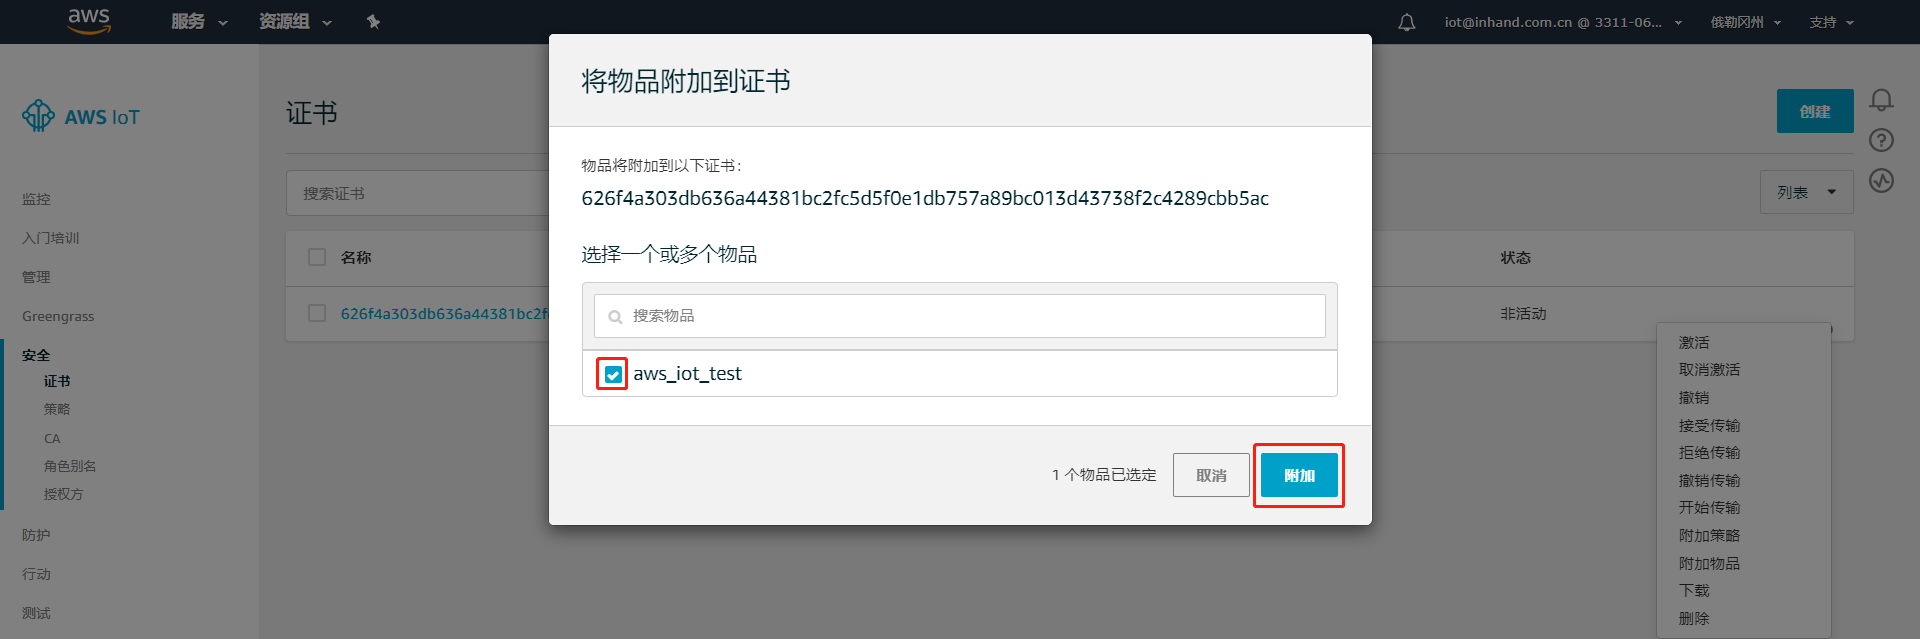 aws 服务 资源组 iot@inhand.com.cn @ 3311-06... 俄勒冈州 支持
AWS IoT
监控
入门培训
管理
Greengrass
安全
证书
策略
CA
角色别名
授权方
防护
行动
测试
证书
创建
搜索证书
列表
名称
状态
626f4a303db636a44381bc2f
非活动
将物品附加到证书
物品将附加到以下证书:
626f4a303db636a44381bc2fc5d5f0e1db757a89bc013d43738f2c4289cbb5ac
选择一个或多个物品
搜索物品
aws_iot_test
1 个物品已选定 取消 附加
激活
取消激活
撤销
接受传输
拒绝传输
撤销传输
开始传输
附加策略
附加物品
下载
删除